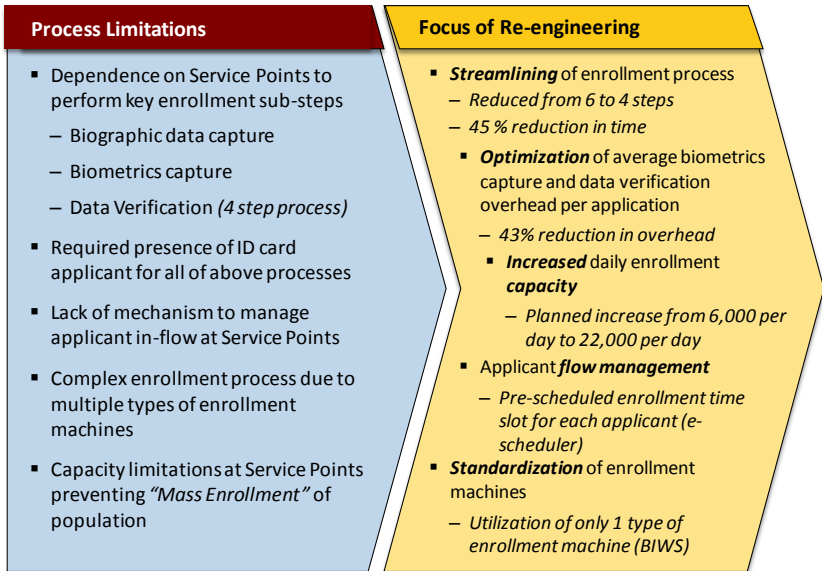 Process Limitations
▪ Dependence on Service Points to
perform key enrollment sub-steps
– Biographic data capture
– Biometrics capture
– Data Verification (4 step process)
▪ Required presence of ID card
applicant for all of above processes
▪ Lack of mechanism to manage
applicant in-flow at Service Points
▪ Complex enrollment process due to
multiple types of enrollment
machines
▪ Capacity limitations at Service Points
preventing “Mass Enrollment” of
population
Focus of Re-engineering
▪ Streamlining of enrollment process
– Reduced from 6 to 4 steps
– 45 % reduction in time
▪ Optimization of average biometrics
capture and data verification
overhead per application
– 43% reduction in overhead
▪ Increased daily enrollment
capacity
– Planned increase from 6,000 per
day to 22,000 per day
▪ Applicant flow management
– Pre-scheduled enrollment time
slot for each applicant (e-
scheduler)
▪ Standardization of enrollment
machines
– Utilization of only 1 type of
enrollment machine (BIWS)